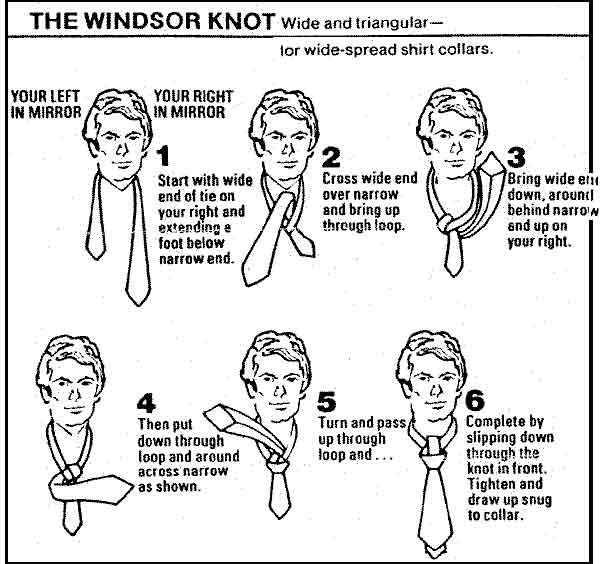 THE WINDSOR KNOT Wide and triangular—
for wide-spread shirt collars.
YOUR LEFT
IN MIRROR
YOUR RIGHT
IN MIRROR
1
Start with wide
end of tie on
your right and
extending a
foot below
narrow end.
2
Cross wide end
over narrow
and bring up
through loop.
3
Bring wide end
down, around
behind narrow
and up on
your right.
4
Then put
down through
loop and around
across narrow
as shown.
5
Turn and pass
up through
loop and . . .
6
Complete by
slipping down
through the
knot in front.
Tighten and
draw up snug
to collar.